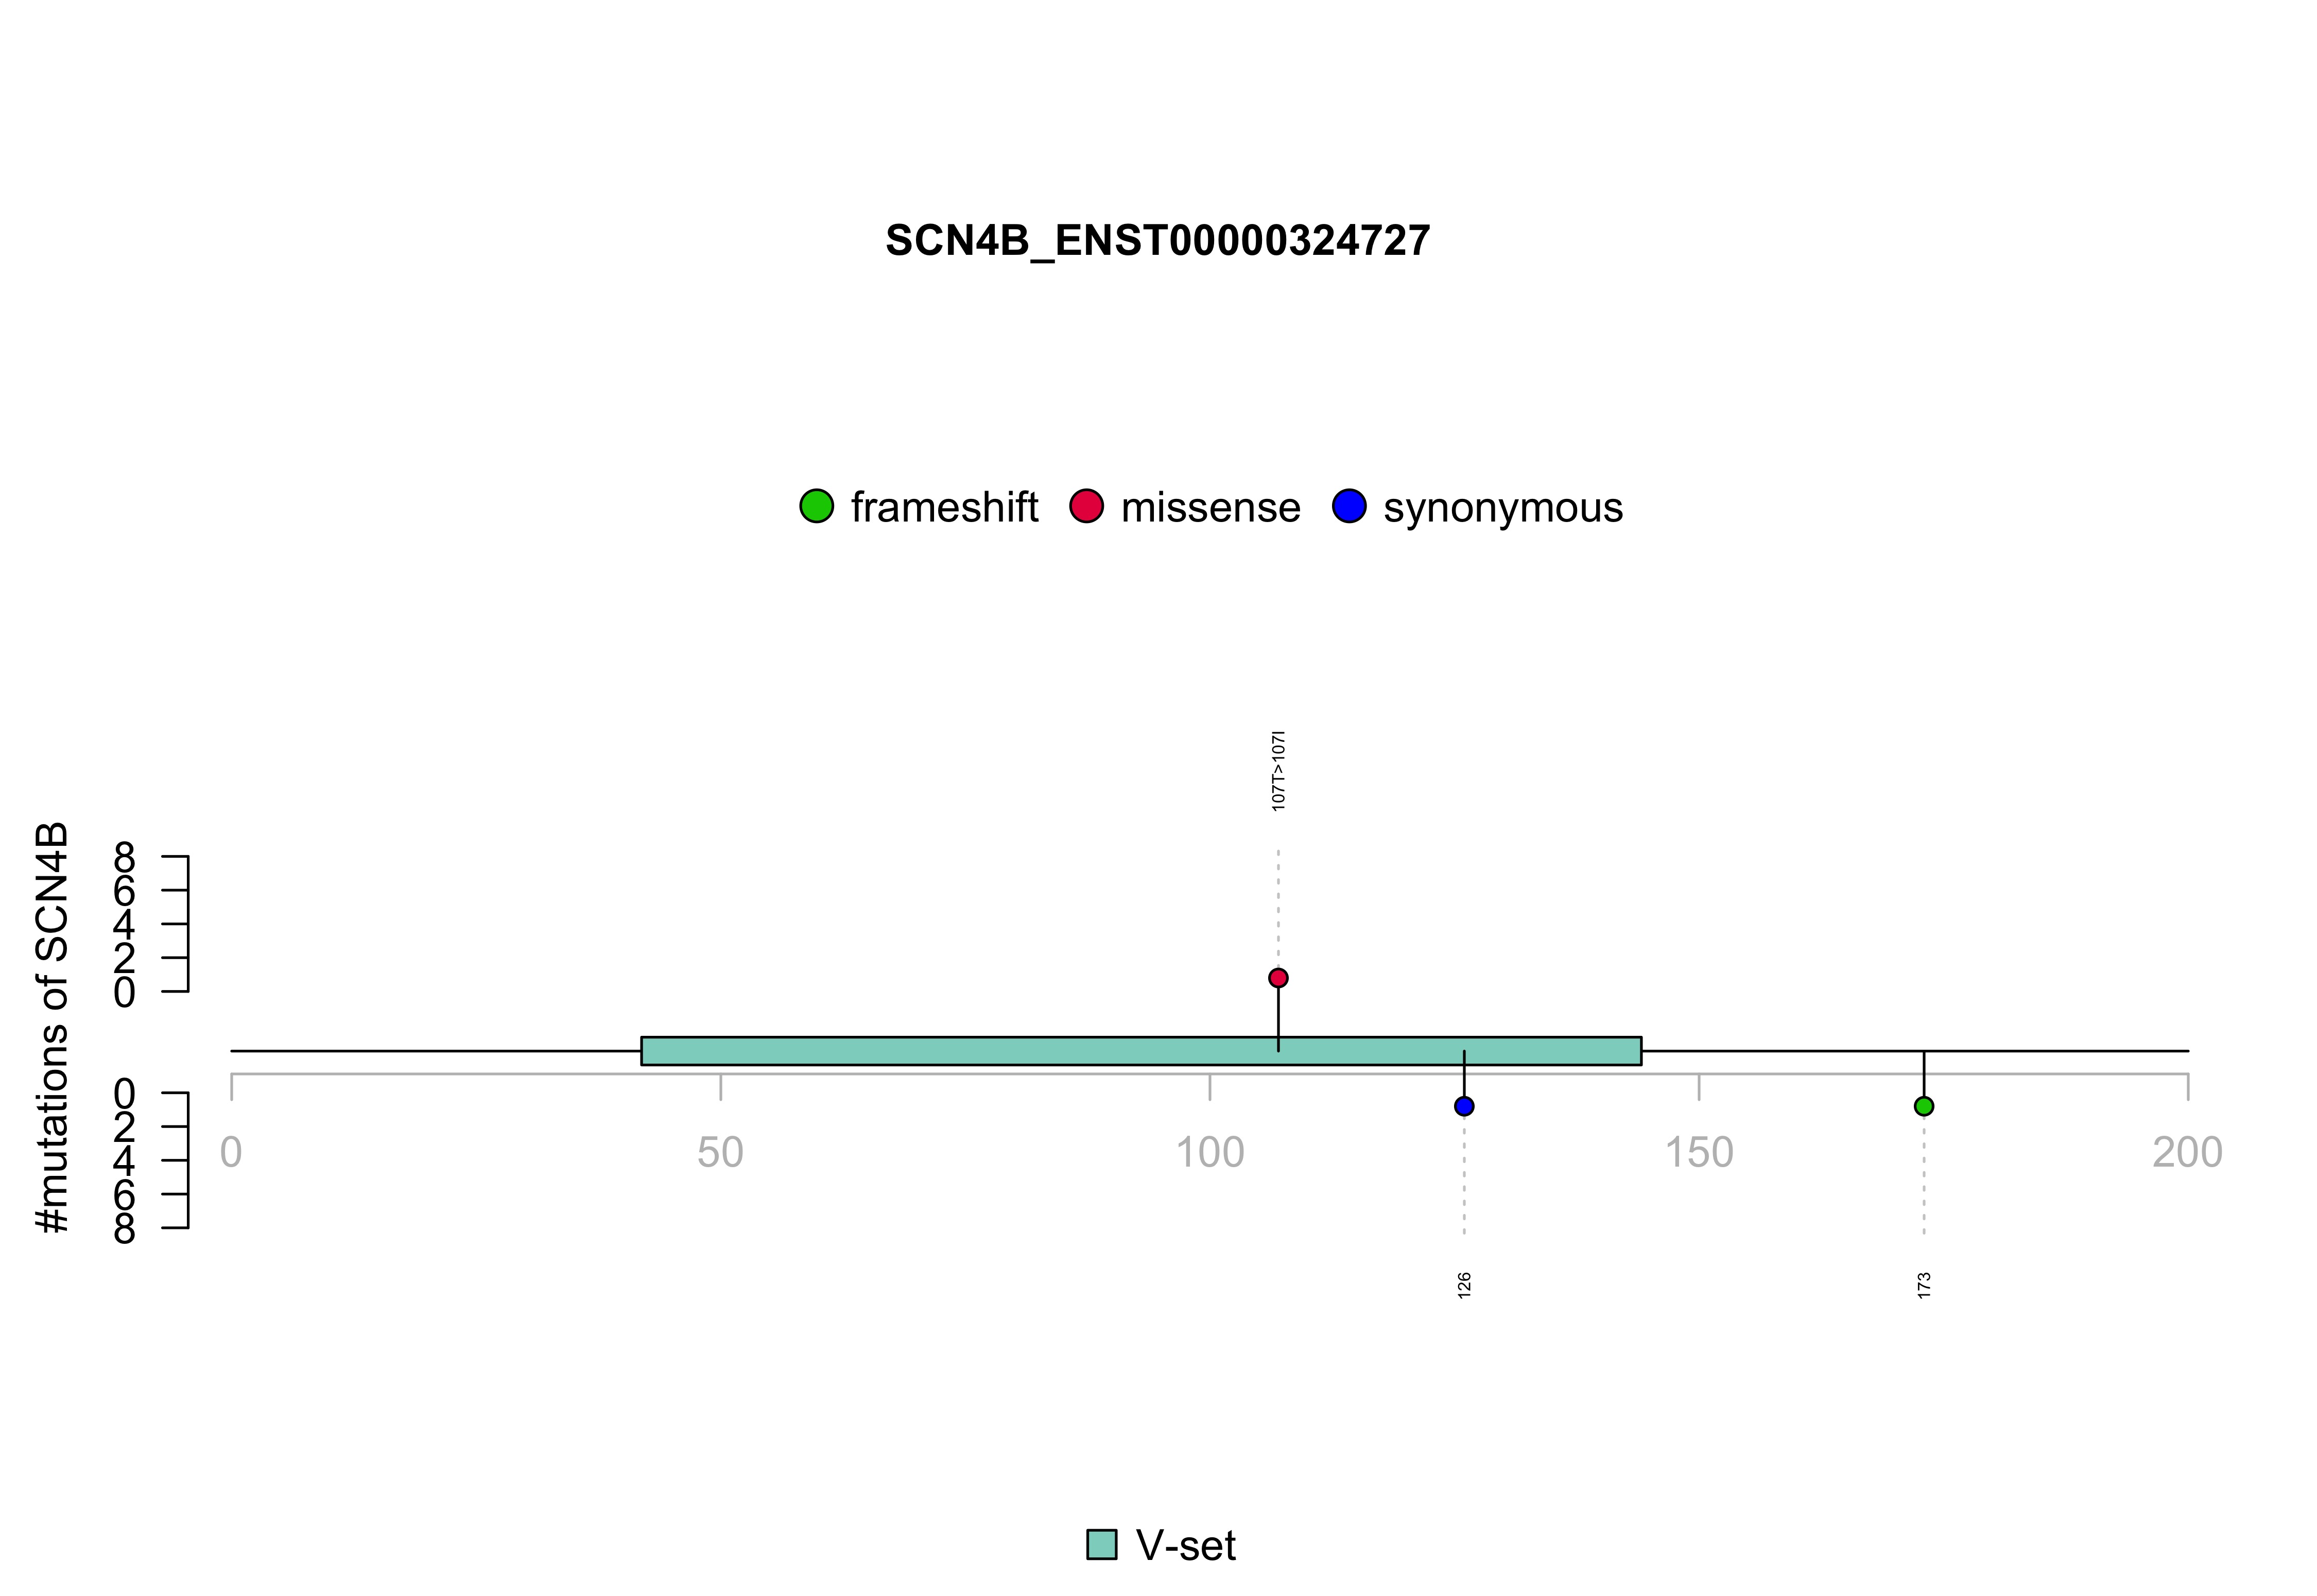 SCN4B_ENST00000324727
frameshift missense synonymous
107T>107I
#mutations of SCN4B
8
6
4
2
0
0
2
4
6
8
0 50 100 150 200
126 173
V-set